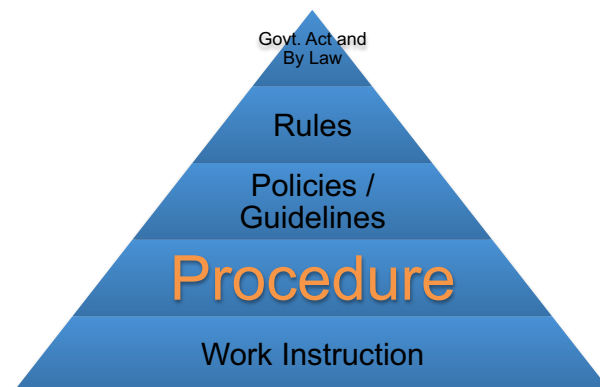 Govt. Act and
By Law
Rules
Policies /
Guidelines
Procedure
Work Instruction